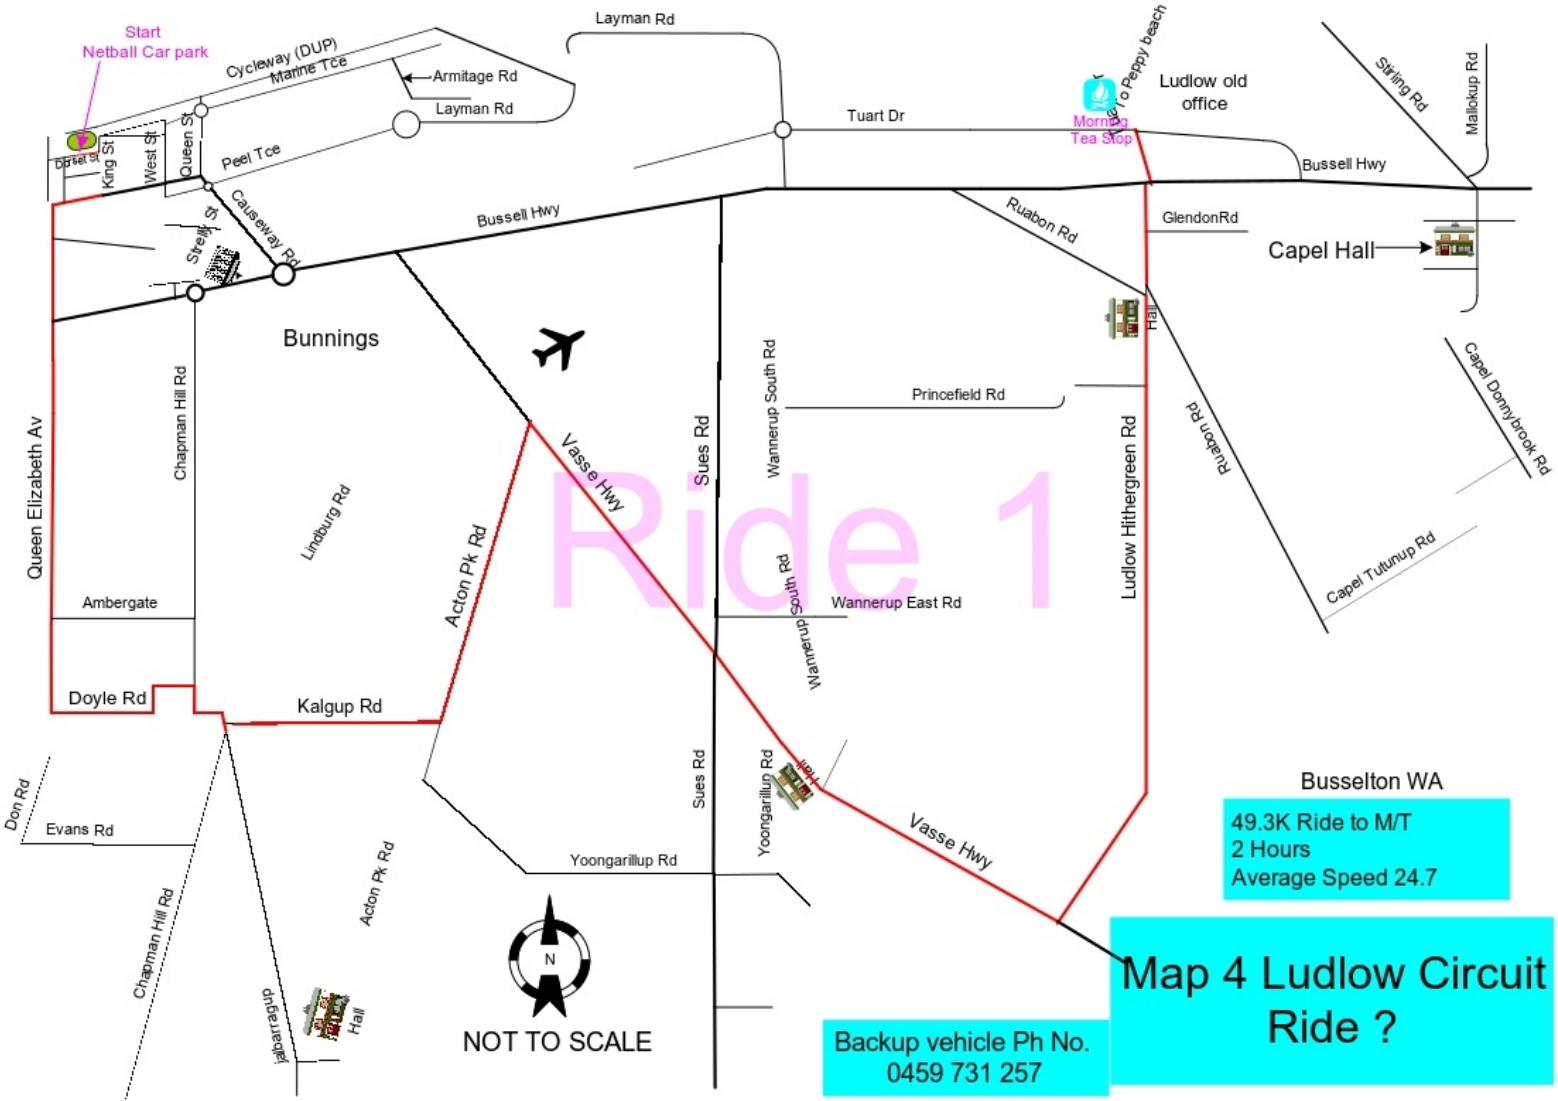 Start
Netball Car park
Cycleway (DUP)
Marine Tce
Armitage Rd
Layman Rd
Layman Rd
Dorset St
King St
West St
Queen St
Peel Tce
Causeway Rd
Strelly St
Bussell Hwy
Tuart Dr
To Peppy beach
Morning
Tea Stop
Ludlow old
office
Stirling Rd
Mallokup Rd
Bussell Hwy
Ruabon Rd
GlendonRd
Capel Hall
Hall
Bunnings
Queen Elizabeth Av
Chapman Hill Rd
Lindburg Rd
Acton Pk Rd
Vasse Hwy
Sues Rd
Wannerup South Rd
Princefield Rd
Ludlow Hithergreen Rd
Ruabon Rd
Capel Donnybrook Rd
Capel Tutunup Rd
Ride 1
Ambergate
Wannerup South Rd
Wannerup East Rd
Doyle Rd
Kalgup Rd
Don Rd
Evans Rd
Chapman Hill Rd
Acton Pk Rd
jalbarragup
Hall
Sues Rd
Yoongarillup Rd
Yoongarillup Rd
Hall
Vasse Hwy
N
NOT TO SCALE
Busselton WA
49.3K Ride to M/T
2 Hours
Average Speed 24.7
Map 4 Ludlow Circuit
Ride ?
Backup vehicle Ph No.
0459 731 257